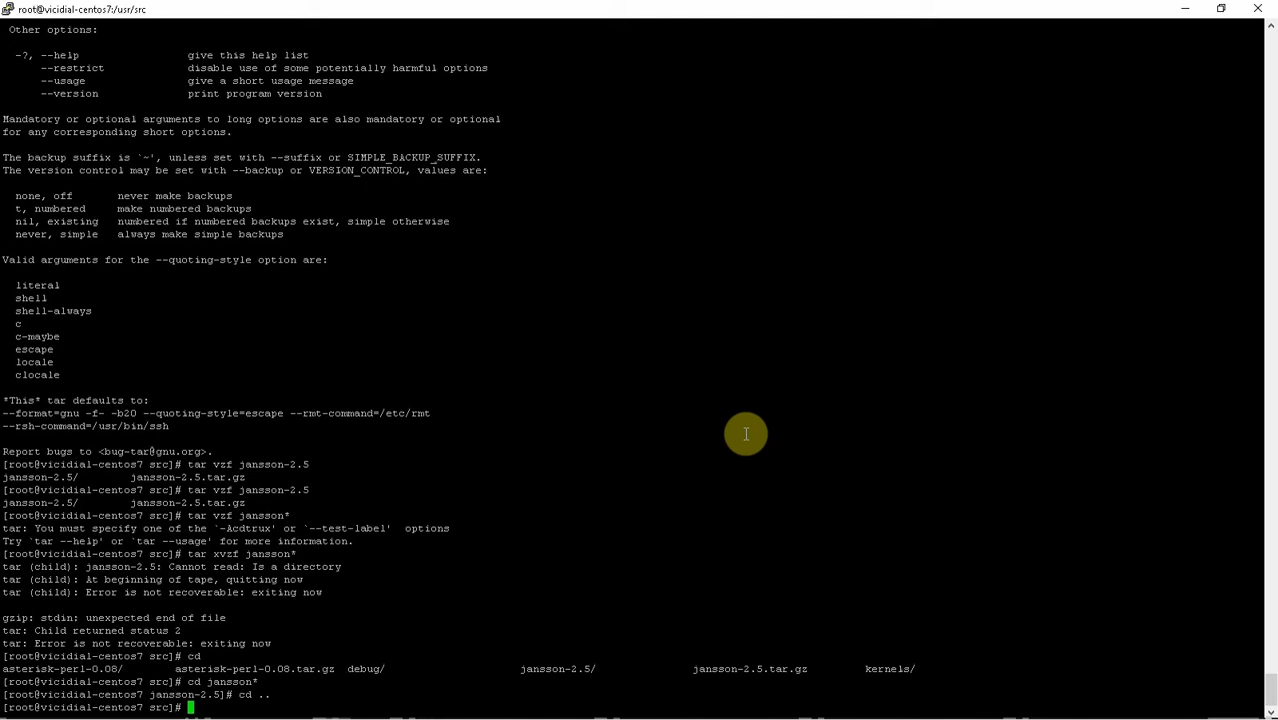 root@vicidial-centos7:/usr/src
Other options:
-?, --help                 give this help list
--restrict             disable use of some potentially harmful options
--usage                give a short usage message
--version              print program version
Mandatory or optional arguments to long options are also mandatory or optional
for any corresponding short options.
The backup suffix is `~', unless set with --suffix or SIMPLE_BACKUP_SUFFIX.
The version control may be set with --backup or VERSION_CONTROL, values are:
none, off       never make backups
t, numbered     make numbered backups
nil, existing   numbered if numbered backups exist, simple otherwise
never, simple   always make simple backups
Valid arguments for the --quoting-style option are:
literal
shell
shell-always
c
c-maybe
escape
locale
clocale
*This* tar defaults to:
--format=gnu -f- -b20 --quoting-style=escape --rmt-command=/etc/rmt
--rsh-command=/usr/bin/ssh
Report bugs to <bug-tar@gnu.org>.
[root@vicidial-centos7 src]# tar vzf jansson-2.5
jansson-2.5/        jansson-2.5.tar.gz
[root@vicidial-centos7 src]# tar vzf jansson-2.5
jansson-2.5/        jansson-2.5.tar.gz
[root@vicidial-centos7 src]# tar vzf jansson*
tar: You must specify one of the `-Acdtrux' or `--test-label'  options
Try `tar --help' or `tar --usage' for more information.
[root@vicidial-centos7 src]# tar xvzf jansson*
tar (child): jansson-2.5: Cannot read: Is a directory
tar (child): At beginning of tape, quitting now
tar (child): Error is not recoverable: exiting now
gzip: stdin: unexpected end of file
tar: Child returned status 2
tar: Error is not recoverable: exiting now
[root@vicidial-centos7 src]# cd
asterisk-perl-0.08/        asterisk-perl-0.08.tar.gz  debug/                     jansson-2.5/               jansson-2.5.tar.gz         kernels/
[root@vicidial-centos7 src]# cd jansson*
[root@vicidial-centos7 jansson-2.5]# cd ..
[root@vicidial-centos7 src]#